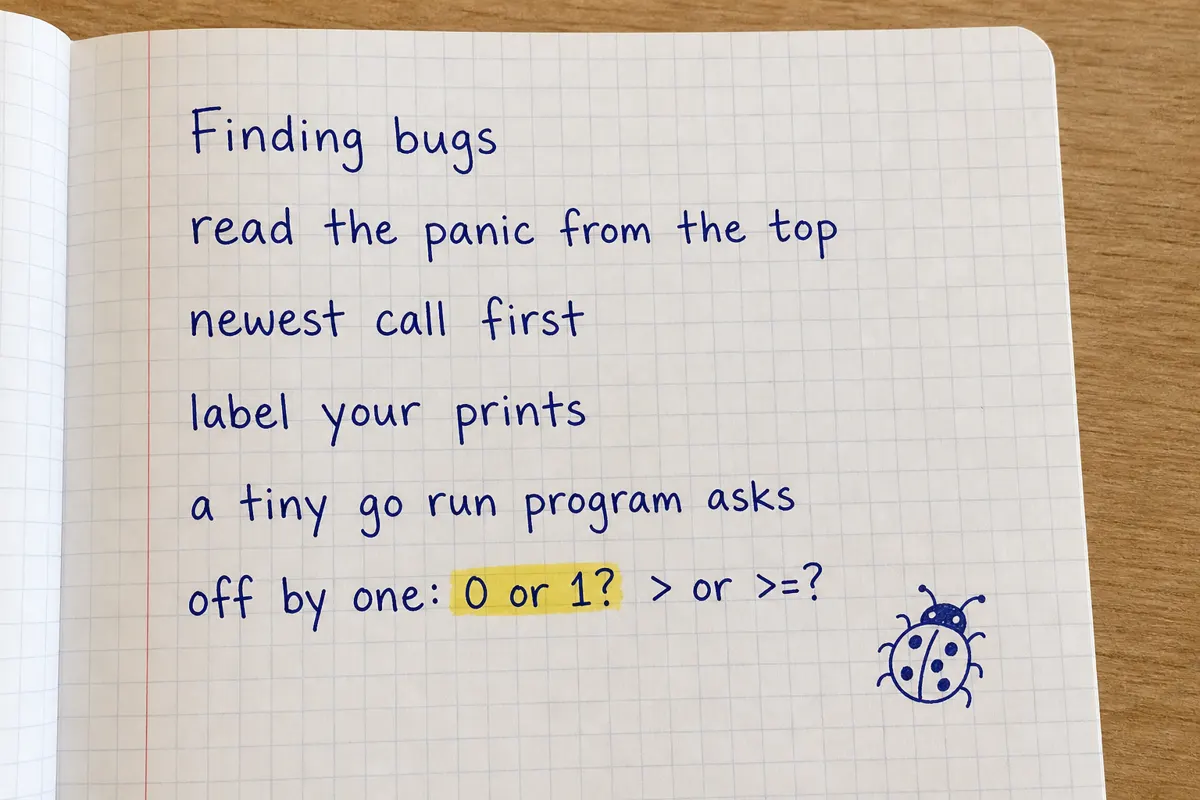 Finding bugs
read the panic from the top
newest call first
label your prints
a tiny go run program asks
off by one: 0 or 1? > or >=?